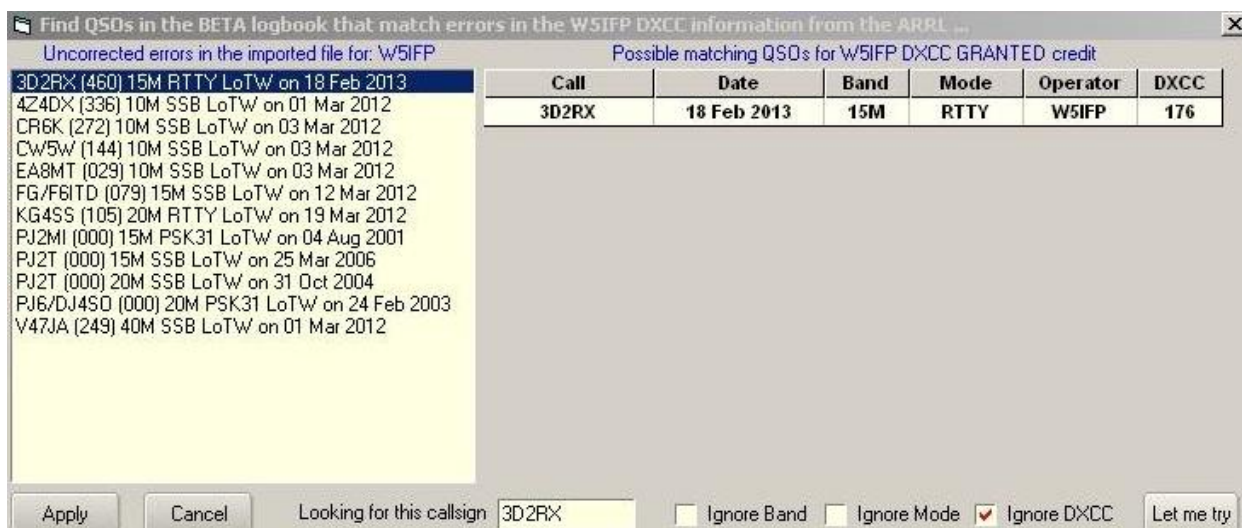 Find QSOs in the BETA logbook that match errors in the W5IFP DXCC information from the ARRL ...
Uncorrected errors in the imported file for: W5IFP
3D2RX (460) 15M RTTY LoTW on 18 Feb 2013
4Z4DX (336) 10M SSB LoTW on 01 Mar 2012
CR6K (272) 10M SSB LoTW on 03 Mar 2012
CW5W (144) 10M SSB LoTW on 03 Mar 2012
EA8MT (029) 10M SSB LoTW on 03 Mar 2012
FG/F6ITD (079) 15M SSB LoTW on 12 Mar 2012
KG4SS (105) 20M RTTY LoTW on 19 Mar 2012
PJ2MI (000) 15M PSK31 LoTW on 04 Aug 2001
PJ2T (000) 15M SSB LoTW on 25 Mar 2006
PJ2T (000) 20M SSB LoTW on 31 Oct 2004
PJ6/DJ4SO (000) 20M PSK31 LoTW on 24 Feb 2003
V47JA (249) 40M SSB LoTW on 01 Mar 2012
Possible matching QSOs for W5IFP DXCC GRANTED credit
Call Date Band Mode Operator DXCC
3D2RX 18 Feb 2013 15M RTTY W5IFP 176
Apply Cancel Looking for this callsign 3D2RX Ignore Band Ignore Mode Ignore DXCC Let me try